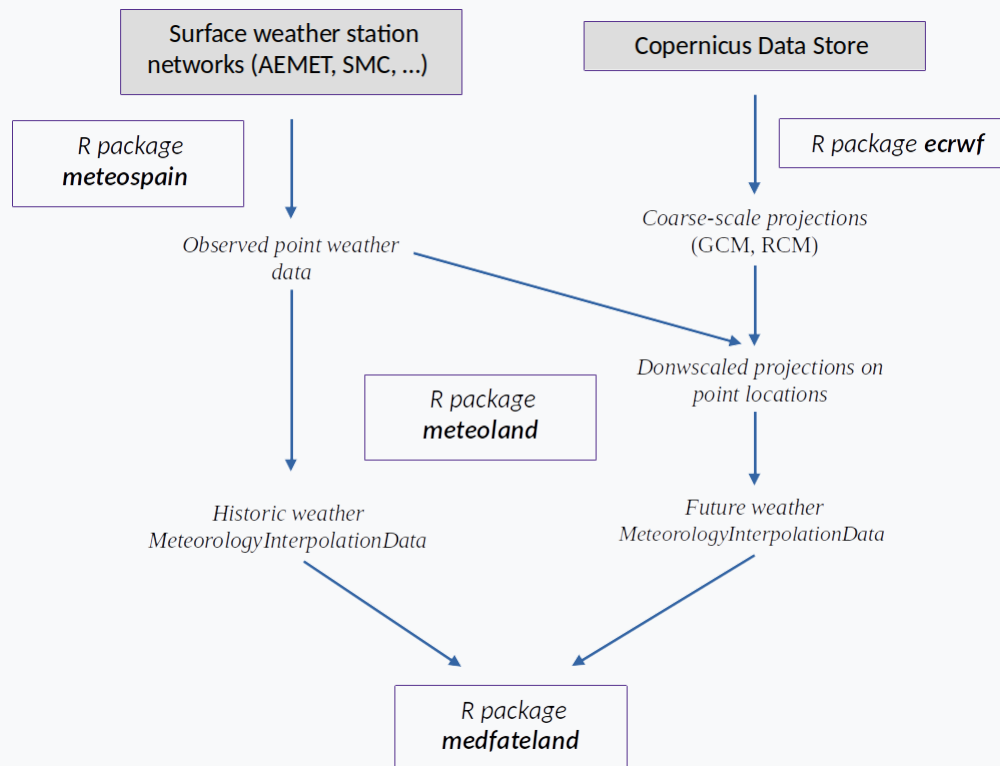 Surface weather station
networks (AEMET, SMC, ...)
Copernicus Data Store
R package
meteospain
R package ecrwf
Observed point weather
data
Coarse-scale projections
(GCM, RCM)
Donwscaled projections on
point locations
R package
meteoland
Historic weather
MeteorologyInterpolationData
Future weather
MeteorologyInterpolationData
R package
medfateland